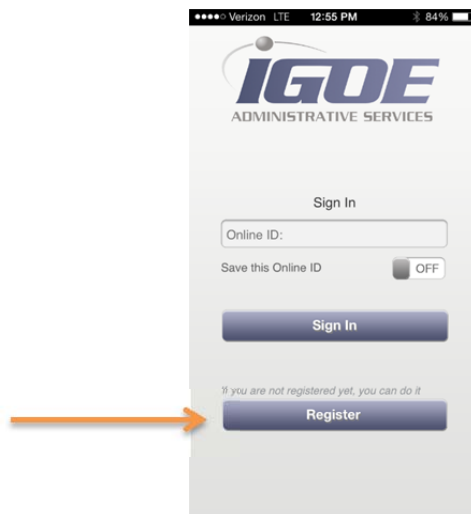 Verizon LTE 12:55 PM 84%
IGOE
ADMINISTRATIVE SERVICES
Sign In
Online ID:
Save this Online ID OFF
Sign In
If you are not registered yet, you can do it
Register